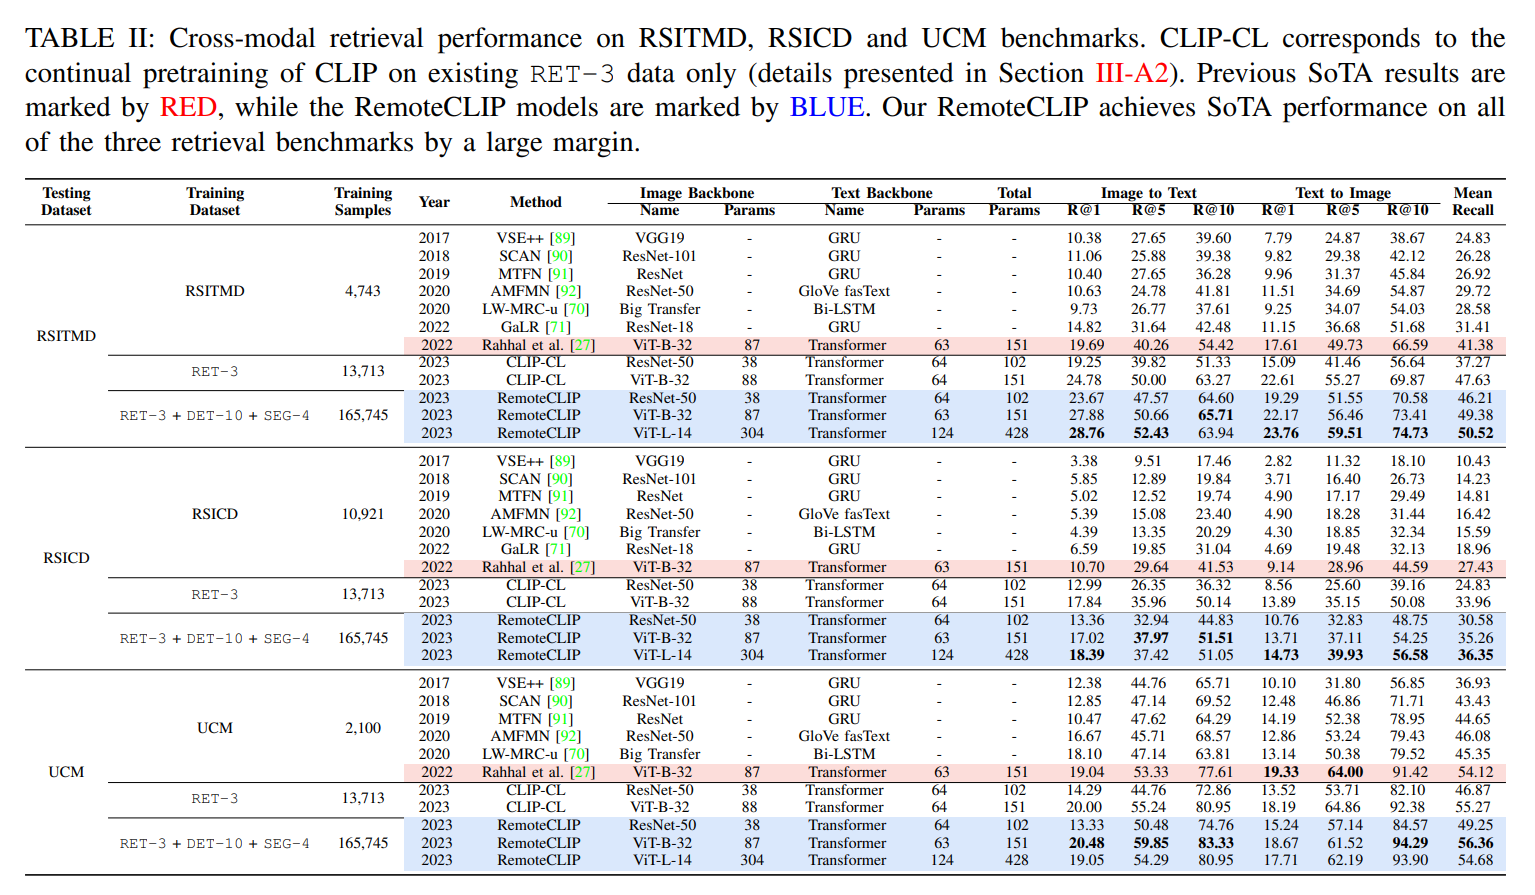 TABLE II: Cross-modal retrieval performance on RSITMD, RSICD and UCM benchmarks. CLIP-CL corresponds to the
continual pretraining of CLIP on existing RET-3 data only (details presented in Section III-A2). Previous SoTA results are
marked by RED, while the RemoteCLIP models are marked by BLUE. Our RemoteCLIP achieves SoTA performance on all
of the three retrieval benchmarks by a large margin.
Testing Dataset Training Dataset Training Samples Year Method Image Backbone Text Backbone Total Params Image to Text Text to Image Mean Recall
Name Params Name Params R@1 R@5 R@10 R@1 R@5 R@10
RSITMD
RSITMD 4,743
2017 VSE++ [89] VGG19 - GRU - - 10.38 27.65 39.60 7.79 24.87 38.67 24.83
2018 SCAN [90] ResNet-101 - GRU - - 11.06 25.88 39.38 9.82 29.38 42.12 26.28
2019 MTFN [91] ResNet - GRU - - 10.40 27.65 36.28 9.96 31.37 45.84 26.92
2020 AMFMN [92] ResNet-50 - GloVe fasText - - 10.63 24.78 41.81 11.51 34.69 54.87 29.72
2020 LW-MRC-u [70] Big Transfer - Bi-LSTM - - 9.73 26.77 37.61 9.25 34.07 54.03 28.58
2022 GaLR [71] ResNet-18 - GRU - - 14.82 31.64 42.48 11.15 36.68 51.68 31.41
2022 Rahhal et al. [27] ViT-B-32 87 Transformer 63 151 19.69 40.26 54.42 17.61 49.73 66.59 41.38
RET-3 13,713
2023 CLIP-CL ResNet-50 38 Transformer 64 102 19.25 39.82 51.33 15.09 41.46 56.64 37.27
2023 CLIP-CL ViT-B-32 88 Transformer 64 151 24.78 50.00 63.27 22.61 55.27 69.87 47.63
RET-3 + DET-10 + SEG-4 165,745
2023 RemoteCLIP ResNet-50 38 Transformer 64 102 23.67 47.57 64.60 19.29 51.55 70.58 46.21
2023 RemoteCLIP ViT-B-32 87 Transformer 63 151 27.88 50.66 65.71 22.17 56.46 73.41 49.38
2023 RemoteCLIP ViT-L-14 304 Transformer 124 428 28.76 52.43 63.94 23.76 59.51 74.73 50.52
RSICD
RSICD 10,921
2017 VSE++ [89] VGG19 - GRU - - 3.38 9.51 17.46 2.82 11.32 18.10 10.43
2018 SCAN [90] ResNet-101 - GRU - - 5.85 12.89 19.84 3.71 16.40 26.73 14.23
2019 MTFN [91] ResNet - GRU - - 5.02 12.52 19.74 4.90 17.17 29.49 14.81
2020 AMFMN [92] ResNet-50 - GloVe fasText - - 5.39 15.08 23.40 4.90 18.28 31.44 16.42
2020 LW-MRC-u [70] Big Transfer - Bi-LSTM - - 4.39 13.35 20.29 4.30 18.85 32.34 15.59
2022 GaLR [71] ResNet-18 - GRU - - 6.59 19.85 31.04 4.69 19.48 32.13 18.96
2022 Rahhal et al. [27] ViT-B-32 87 Transformer 63 151 10.70 29.64 41.53 9.14 28.96 44.59 27.43
RET-3 13,713
2023 CLIP-CL ResNet-50 38 Transformer 64 102 12.99 26.35 36.32 8.56 25.60 39.16 24.83
2023 CLIP-CL ViT-B-32 88 Transformer 64 151 17.84 35.96 50.14 13.89 35.15 50.08 33.96
RET-3 + DET-10 + SEG-4 165,745
2023 RemoteCLIP ResNet-50 38 Transformer 64 102 13.36 32.94 44.83 10.76 32.83 48.75 30.58
2023 RemoteCLIP ViT-B-32 87 Transformer 63 151 17.02 37.97 51.51 13.71 37.11 54.25 35.26
2023 RemoteCLIP ViT-L-14 304 Transformer 124 428 18.39 37.42 51.05 14.73 39.93 56.58 36.35
UCM
UCM 2,100
2017 VSE++ [89] VGG19 - GRU - - 12.38 44.76 65.71 10.10 31.80 56.85 36.93
2018 SCAN [90] ResNet-101 - GRU - - 12.85 47.14 69.52 12.48 46.86 71.71 43.43
2019 MTFN [91] ResNet - GRU - - 10.47 47.62 64.29 14.19 52.38 78.95 44.65
2020 AMFMN [92] ResNet-50 - GloVe fasText - - 16.67 45.71 68.57 12.86 53.24 79.43 46.08
2020 LW-MRC-u [70] Big Transfer - Bi-LSTM - - 18.10 47.14 63.81 13.14 50.38 79.52 45.35
2022 Rahhal et al. [27] ViT-B-32 87 Transformer 63 151 19.04 53.33 77.61 19.33 64.00 91.42 54.12
RET-3 13,713
2023 CLIP-CL ResNet-50 38 Transformer 64 102 14.29 44.76 72.86 13.52 53.71 82.10 46.87
2023 CLIP-CL ViT-B-32 88 Transformer 64 151 20.00 55.24 80.95 18.19 64.86 92.38 55.27
RET-3 + DET-10 + SEG-4 165,745
2023 RemoteCLIP ResNet-50 38 Transformer 64 102 13.33 50.48 74.76 15.24 57.14 84.57 49.25
2023 RemoteCLIP ViT-B-32 87 Transformer 63 151 20.48 59.85 83.33 18.67 61.52 94.29 56.36
2023 RemoteCLIP ViT-L-14 304 Transformer 124 428 19.05 54.29 80.95 17.71 62.19 93.90 54.68